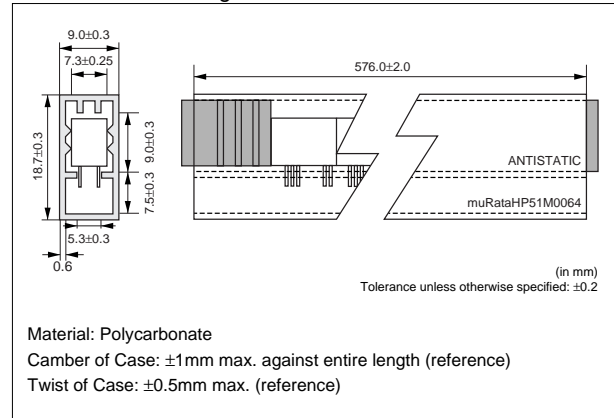 9.0±0.3
7.3±0.25
576.0±2.0
18.7±0.3
9.0±0.3
7.5±0.3
5.3±0.3
0.6
ANTISTATIC
muRataHP51M0064
(in mm)
Tolerance unless otherwise specified: ±0.2
Material: Polycarbonate
Camber of Case: ±1mm max. against entire length (reference)
Twist of Case: ±0.5mm max. (reference)